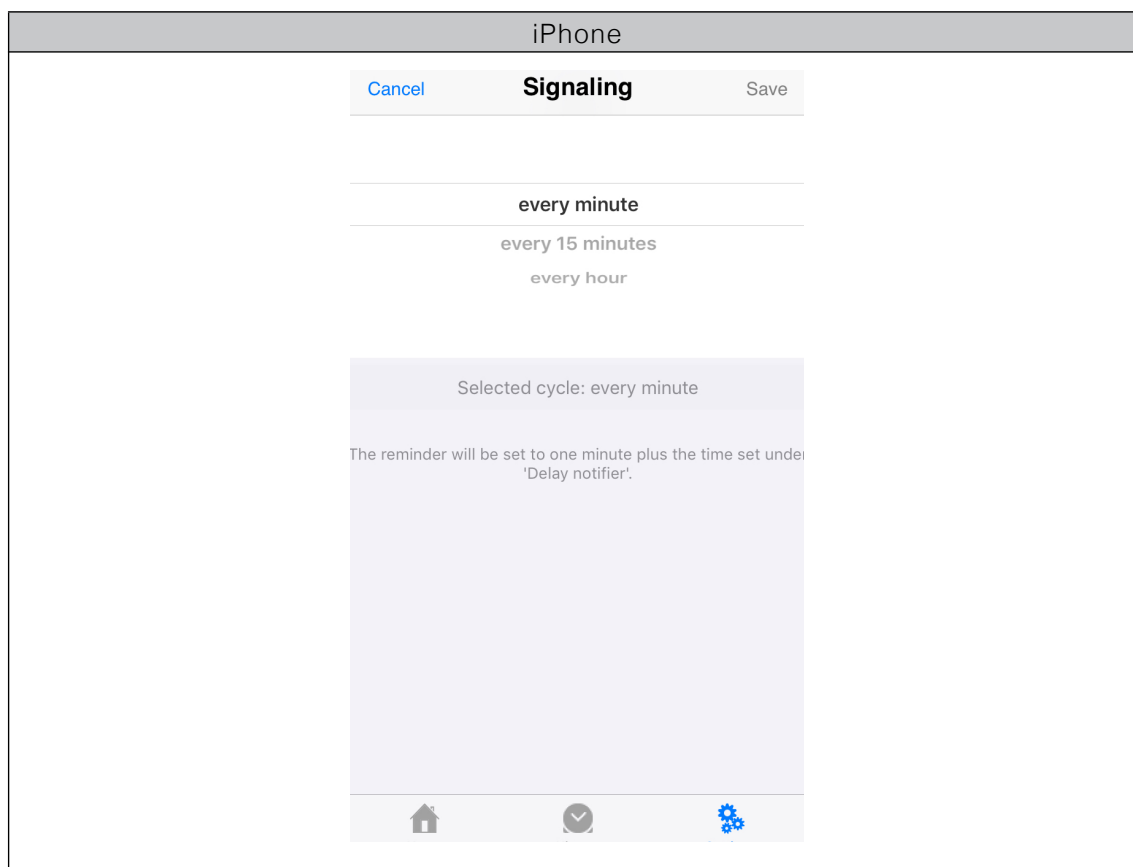 iPhone
Cancel Signaling Save
every minute
every 15 minutes
every hour
Selected cycle: every minute
The reminder will be set to one minute plus the time set under
'Delay notifier'.